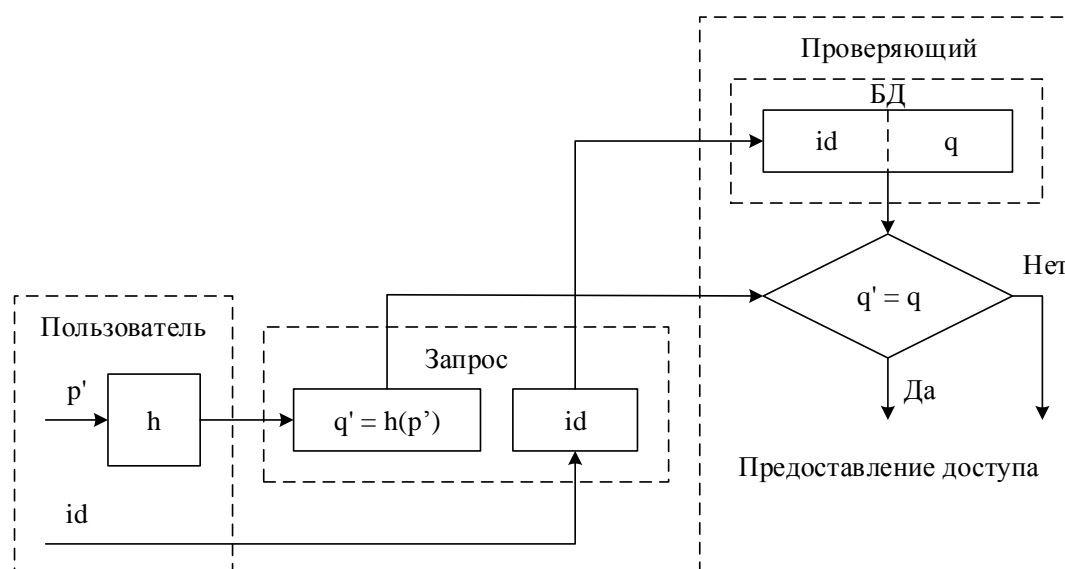 Проверяющий
БД
id
q
Нет
q' = q
Пользователь
Запрос
p'
h
q' = h(p’)
id
Да
Предоставление доступа
id